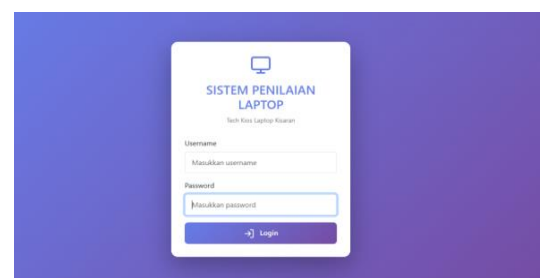 SISTEM PENILAIAN
LAPTOP
Tech Kios Laptop Kisaran
Username
Masukkan username
Password
Masukkan password
Login